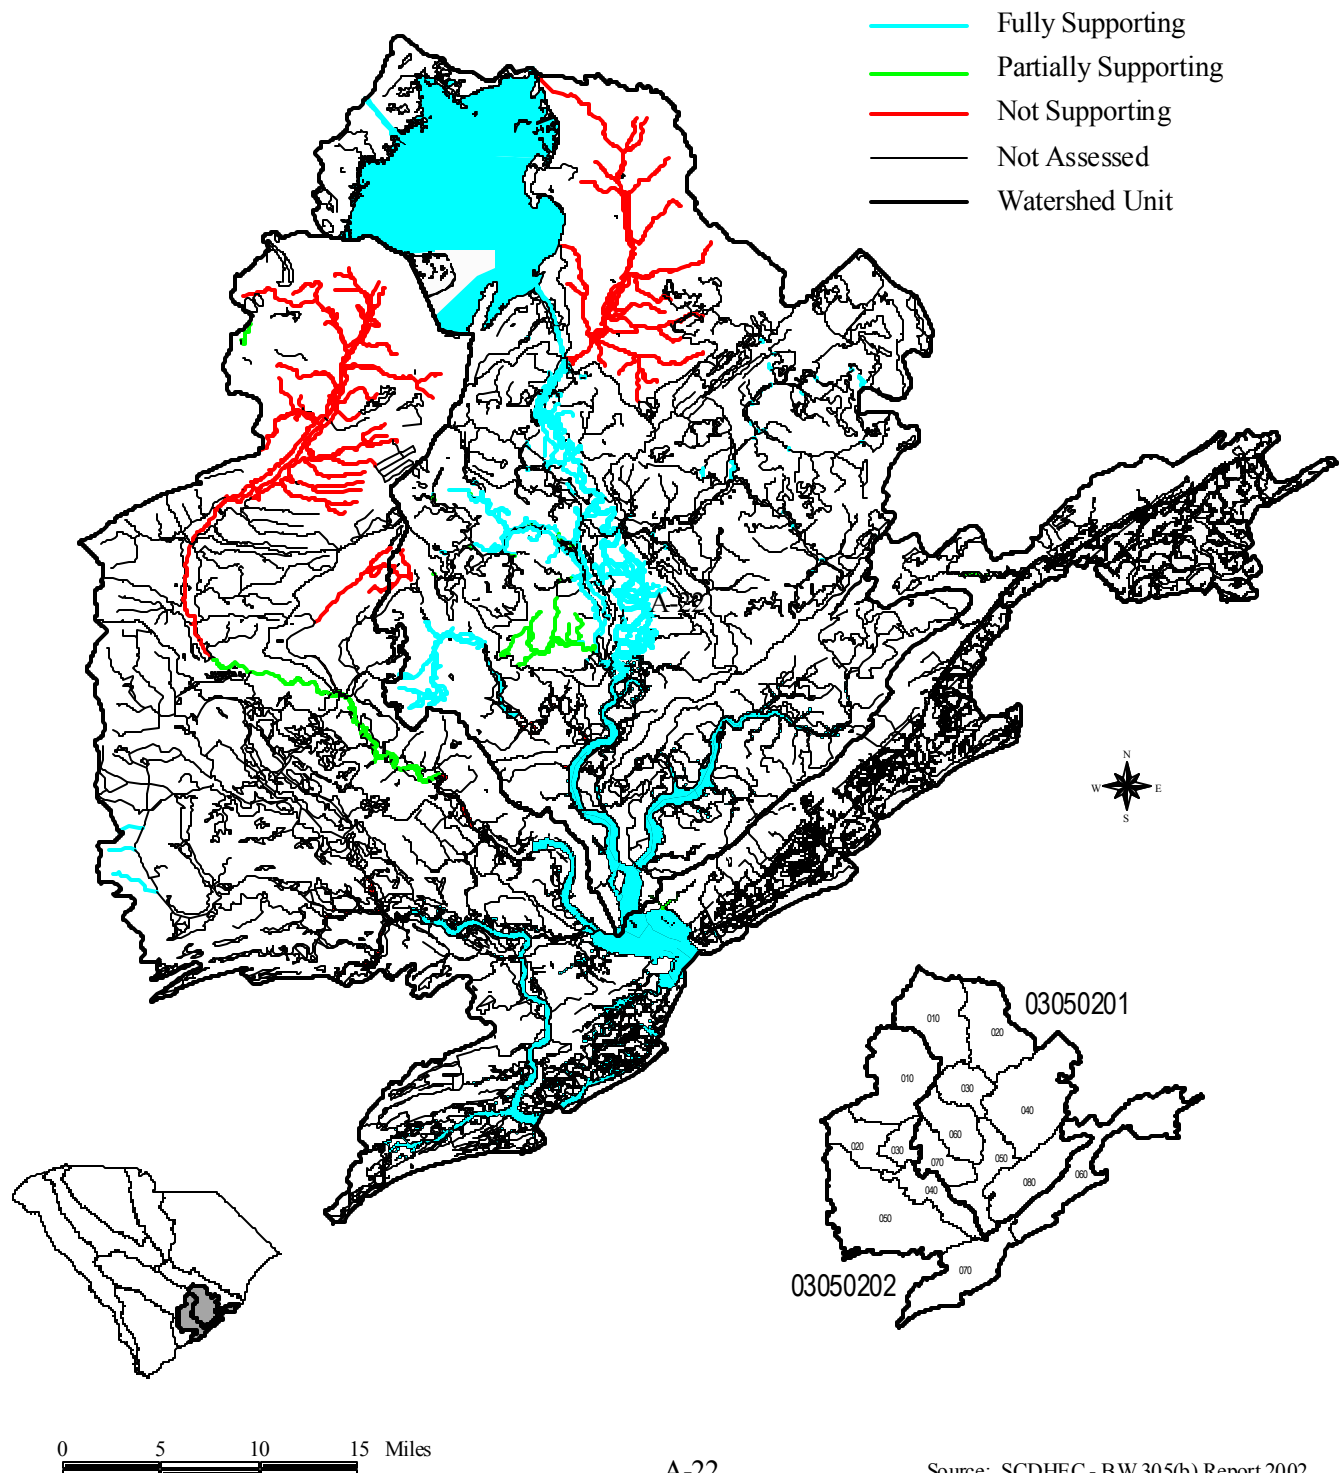 Fully Supporting
Partially Supporting
Not Supporting
Not Assessed
Watershed Unit
A-22
N
W E
S
03050201
010
020
010
030
040
060
020
030
070
050
080
060
040
050
070
03050202
0 5 10 15 Miles
A-22
Source: SCDHEC - BW 305(b) Report 2002